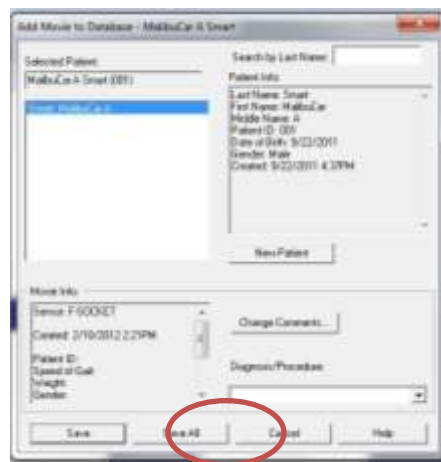 Add Movie to Database - MalibuCar A Smart
Selected Patient
Search by Last Name:
MalibuCar A Smart (001)
Patient Info
Smart, MalibuCar A
Last Name: Smart
First Name: MalibuCar
Middle Name: A
Patient ID: 001
Date of Birth: 9/22/2011
Gender: Male
Created: 9/22/2011 4:37PM
New Patient
Movie Info
Sensor: F-SOCKET
Created: 2/10/2012 2:21PM
Patient ID:
Speed of Gait:
Weight:
Gender:
Change Comments...
Diagnosis/Procedure
Save
Save All
Cancel
Help